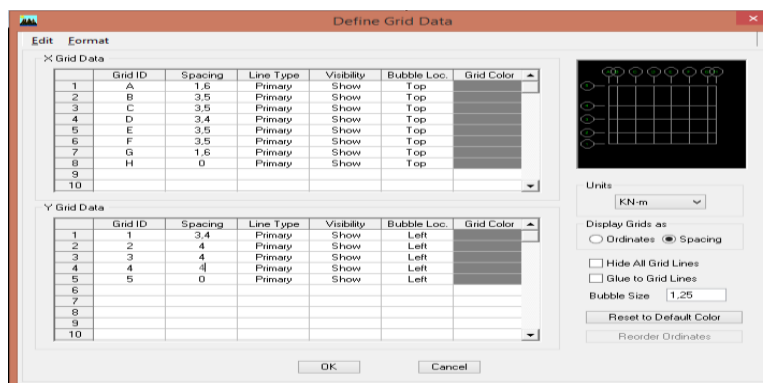 Define Grid Data
Edit Format
X Grid Data
Grid ID Spacing Line Type Visibility Bubble Loc. Grid Color
1 A 1,6 Primary Show Top
2 B 3,5 Primary Show Top
3 C 3,5 Primary Show Top
4 D 3,4 Primary Show Top
5 E 3,5 Primary Show Top
6 F 3,5 Primary Show Top
7 G 1,6 Primary Show Top
8 H 0 Primary Show Top
9
10
Y Grid Data
Grid ID Spacing Line Type Visibility Bubble Loc. Grid Color
1 1 3,4 Primary Show Left
2 2 4 Primary Show Left
3 3 4 Primary Show Left
4 4 4 Primary Show Left
5 5 0 Primary Show Left
6
7
8
9
10
Units
KN-m
Display Grids as
Ordinates Spacing
Hide All Grid Lines
Glue to Grid Lines
Bubble Size 1,25
Reset to Default Color
Reorder Ordinates
OK Cancel